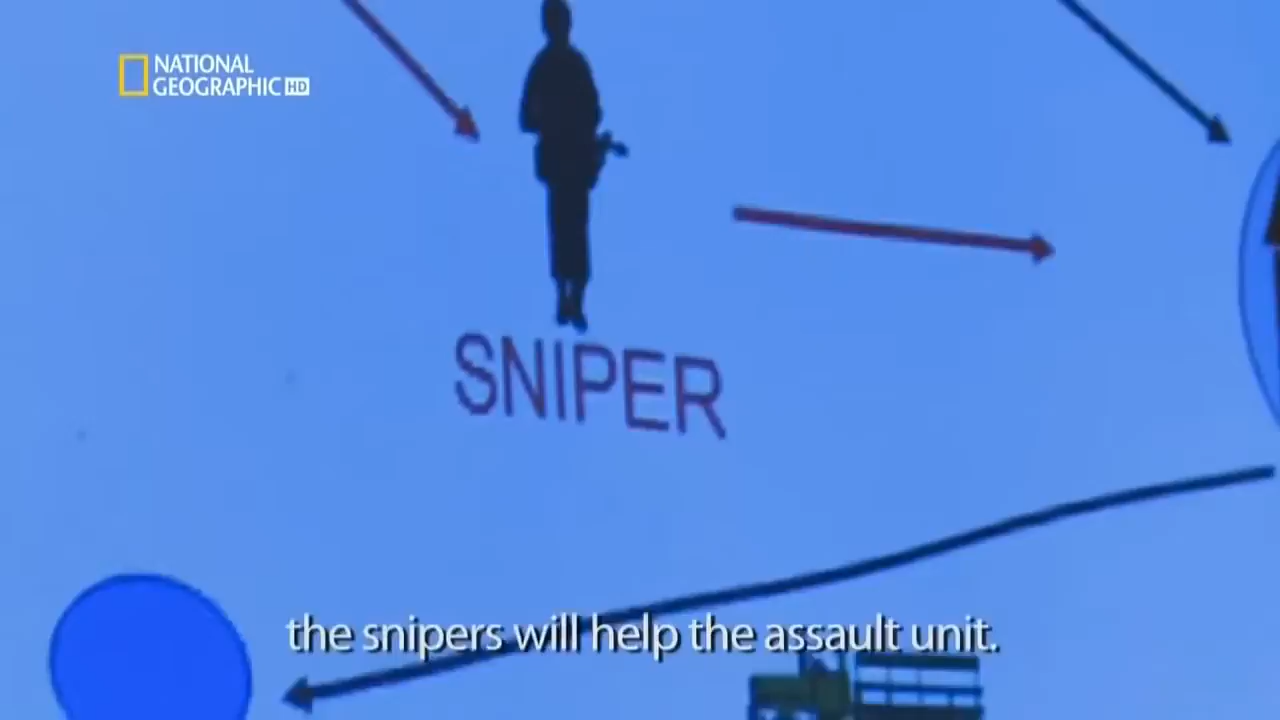 NATIONAL
GEOGRAPHIC HD
SNIPER
the snipers will help the assault unit.